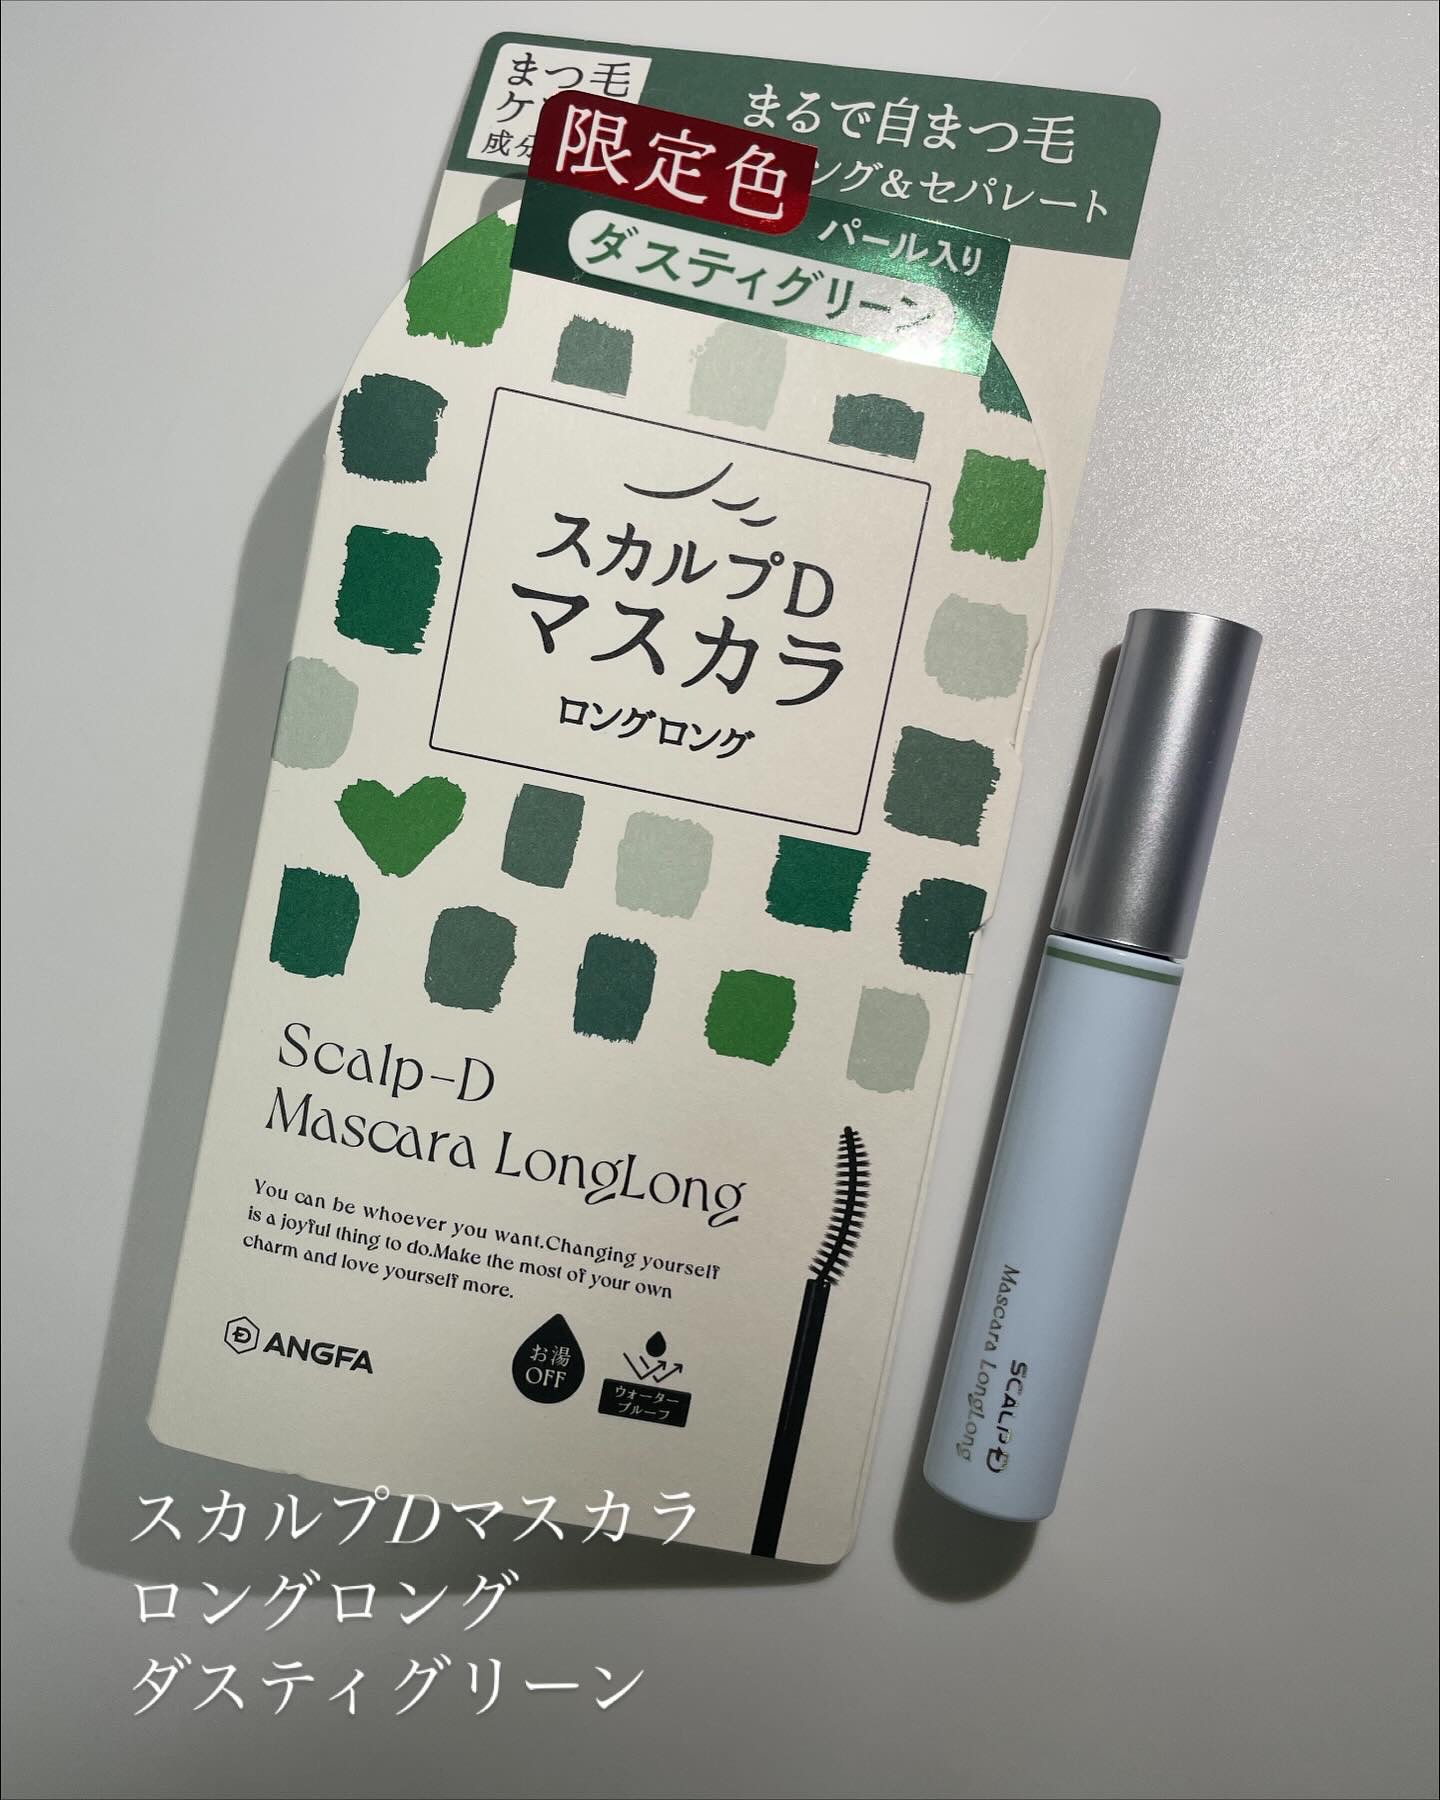 まつ毛
ケ
成分
まるで自まつ毛
ング&セパレート
限定色
パール入り
ダスティグリーン
スカルプD
マスカラ
ロングロング
Scalp-D
Mascara LongLong
You can be whoever you want.Changing yourself
is a joyful thing to do.Make the most of your own
charm and love yourself more.
ANGFA
お湯
OFF
ウォーター
プルーフ
SCALP D
Mascara LongLong
スカルプDマスカラ
ロングロング
ダスティグリーン